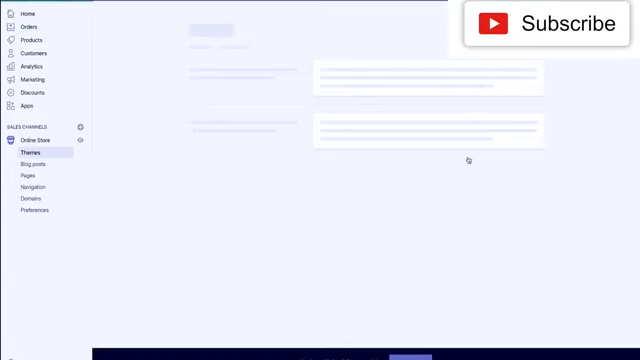 Subscribe
Home
Orders
Products
Customers
Analytics
Marketing
Discounts
Apps
SALES CHANNELS
Online Store
Themes
Blog posts
Pages
Navigation
Domains
Preferences